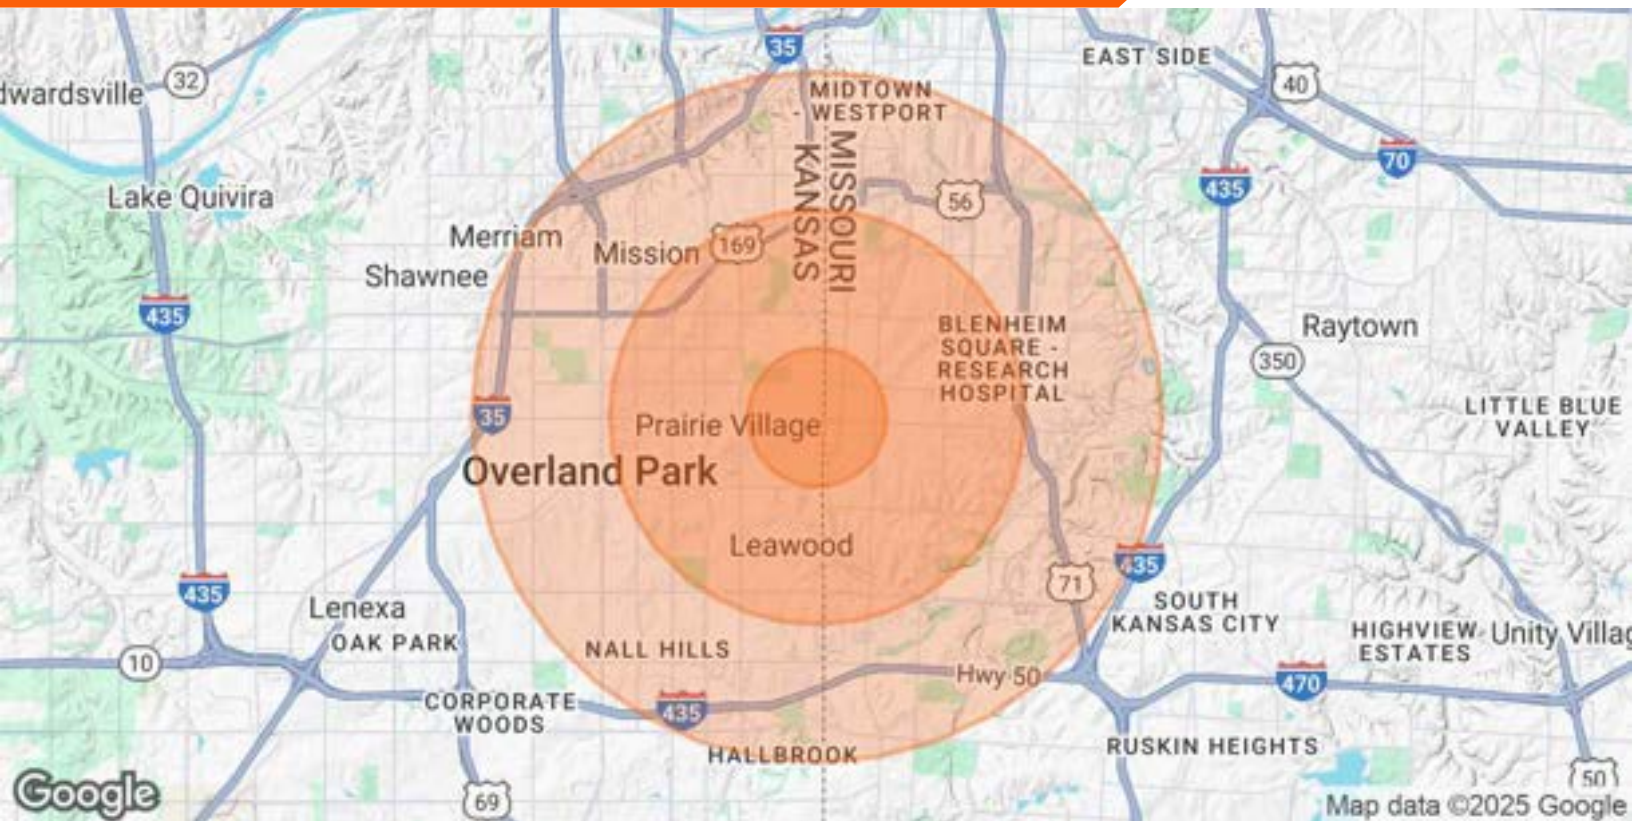 35
EAST SIDE
40
32
dwardsville
MIDTOWN
- WESTPORT
MISSOURI
KANSAS
70
435
Lake Quivira
56
Merriam
Mission
169
Shawnee
435
BLENHEIM
SQUARE -
RESEARCH
HOSPITAL
Raytown
350
35
Prairie Village
LITTLE BLUE
VALLEY
Overland Park
Leawood
435
71
435
Lenexa
SOUTH
KANSAS CITY
OAK PARK
NALL HILLS
HIGHVIEW
ESTATES
Unity Villag
10
Hwy 50
470
CORPORATE
WOODS
435
HALLBROOK
RUSKIN HEIGHTS
50
Google
69
Map data ©2025 Google